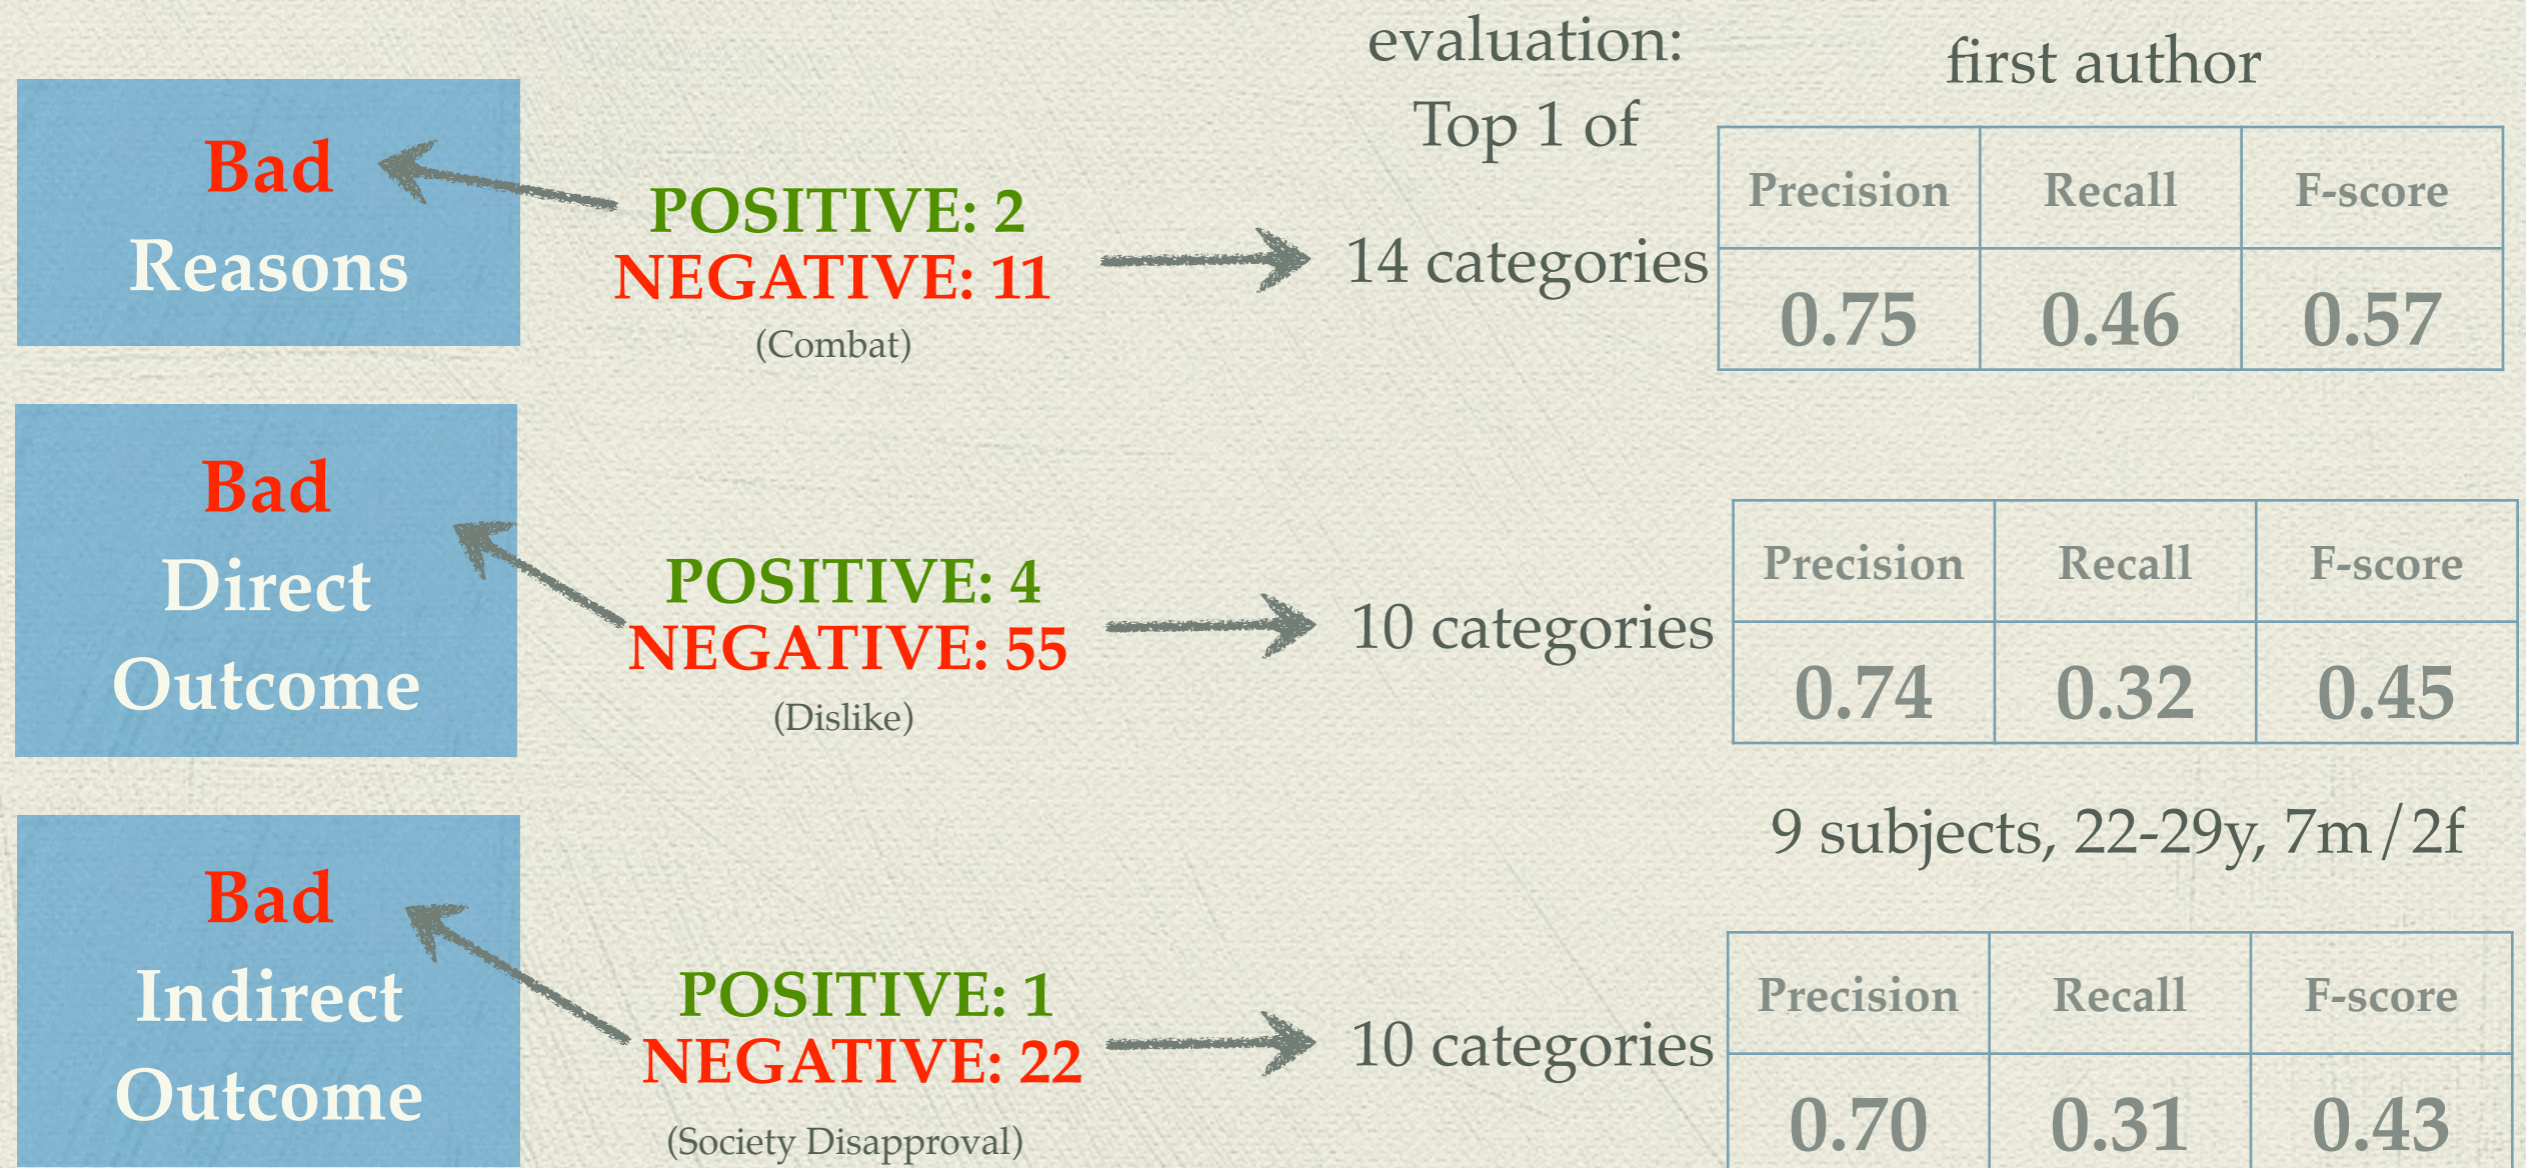 evaluation:
Top 1 of
first author
Bad
Reasons
POSITIVE: 2
NEGATIVE: 11
(Combat)
14 categories
Precision Recall F-score
0.75 0.46 0.57
Bad
Direct
Outcome
POSITIVE: 4
NEGATIVE: 55
(Dislike)
10 categories
Precision Recall F-score
0.74 0.32 0.45
9 subjects, 22-29y, 7m/2f
Bad
Indirect
Outcome
POSITIVE: 1
NEGATIVE: 22
(Society Disapproval)
10 categories
Precision Recall F-score
0.70 0.31 0.43